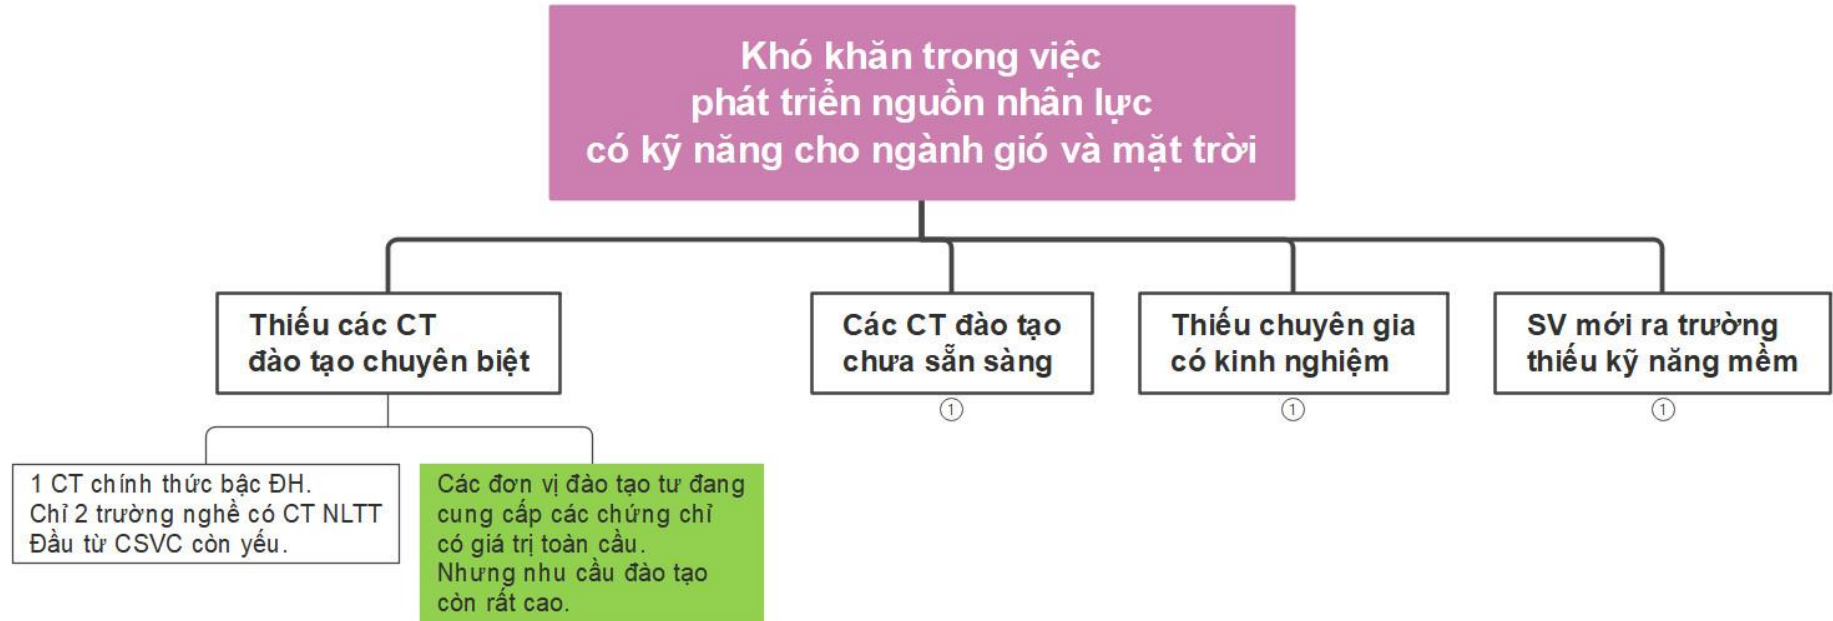 Khó khăn trong việc
phát triển nguồn nhân lực
có kỹ năng cho ngành gió và mặt trời
Thiếu các CT
đào tạo chuyên biệt
Các CT đào tạo
chưa sẵn sàng
1
Thiếu chuyên gia
có kinh nghiệm
1
SV mới ra trường
thiếu kỹ năng mềm
1
1 CT chính thức bậc ĐH.
Chỉ 2 trường nghề có CT NLTT
Đầu từ CSVC còn yếu.
Các đơn vị đào tạo tư đang
cung cấp các chứng chỉ
có giá trị toàn cầu.
Nhưng nhu cầu đào tạo
còn rất cao.